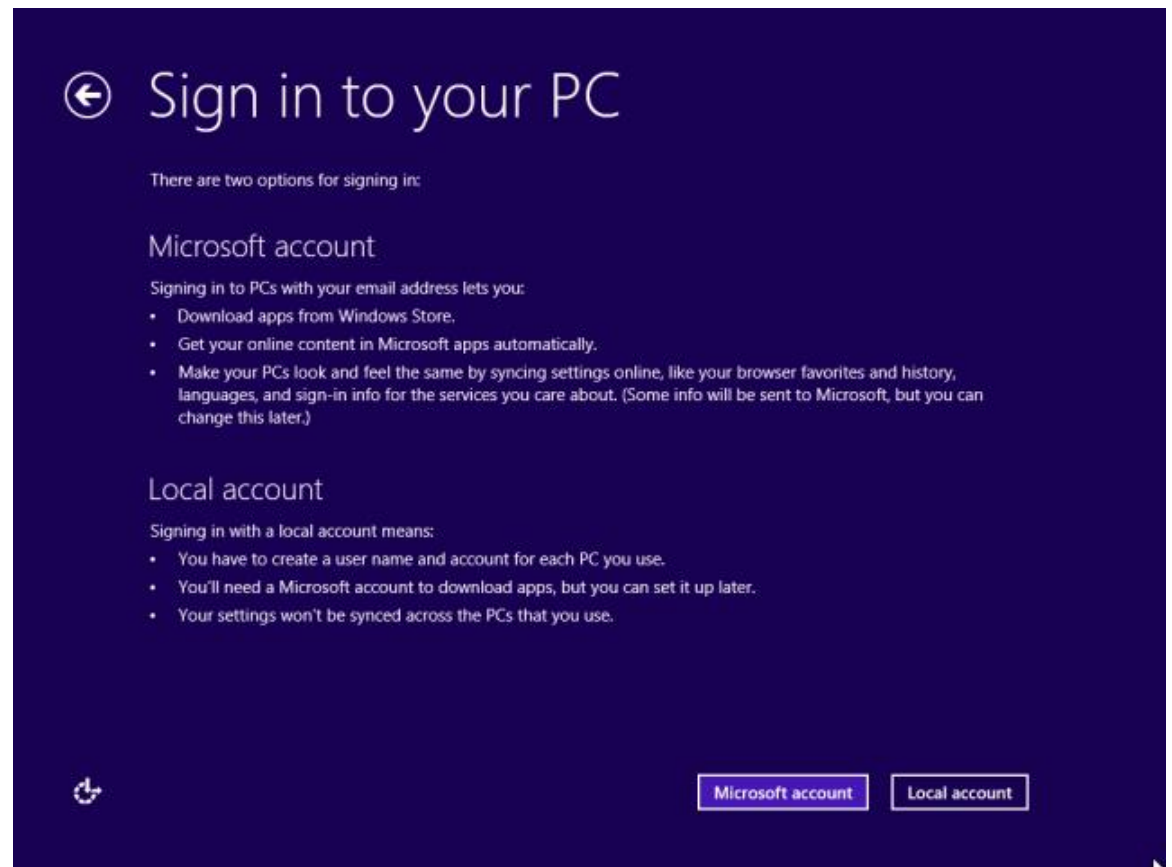 Sign in to your PC
There are two options for signing in:
Microsoft account
Signing in to PCs with your email address lets you:
• Download apps from Windows Store.
• Get your online content in Microsoft apps automatically.
• Make your PCs look and feel the same by syncing settings online, like your browser favorites and history,
languages, and sign-in info for the services you care about. (Some info will be sent to Microsoft, but you can
change this later.)
Local account
Signing in with a local account means:
• You have to create a user name and account for each PC you use.
• You'll need a Microsoft account to download apps, but you can set it up later.
• Your settings won't be synced across the PCs that you use.
Microsoft account
Local account